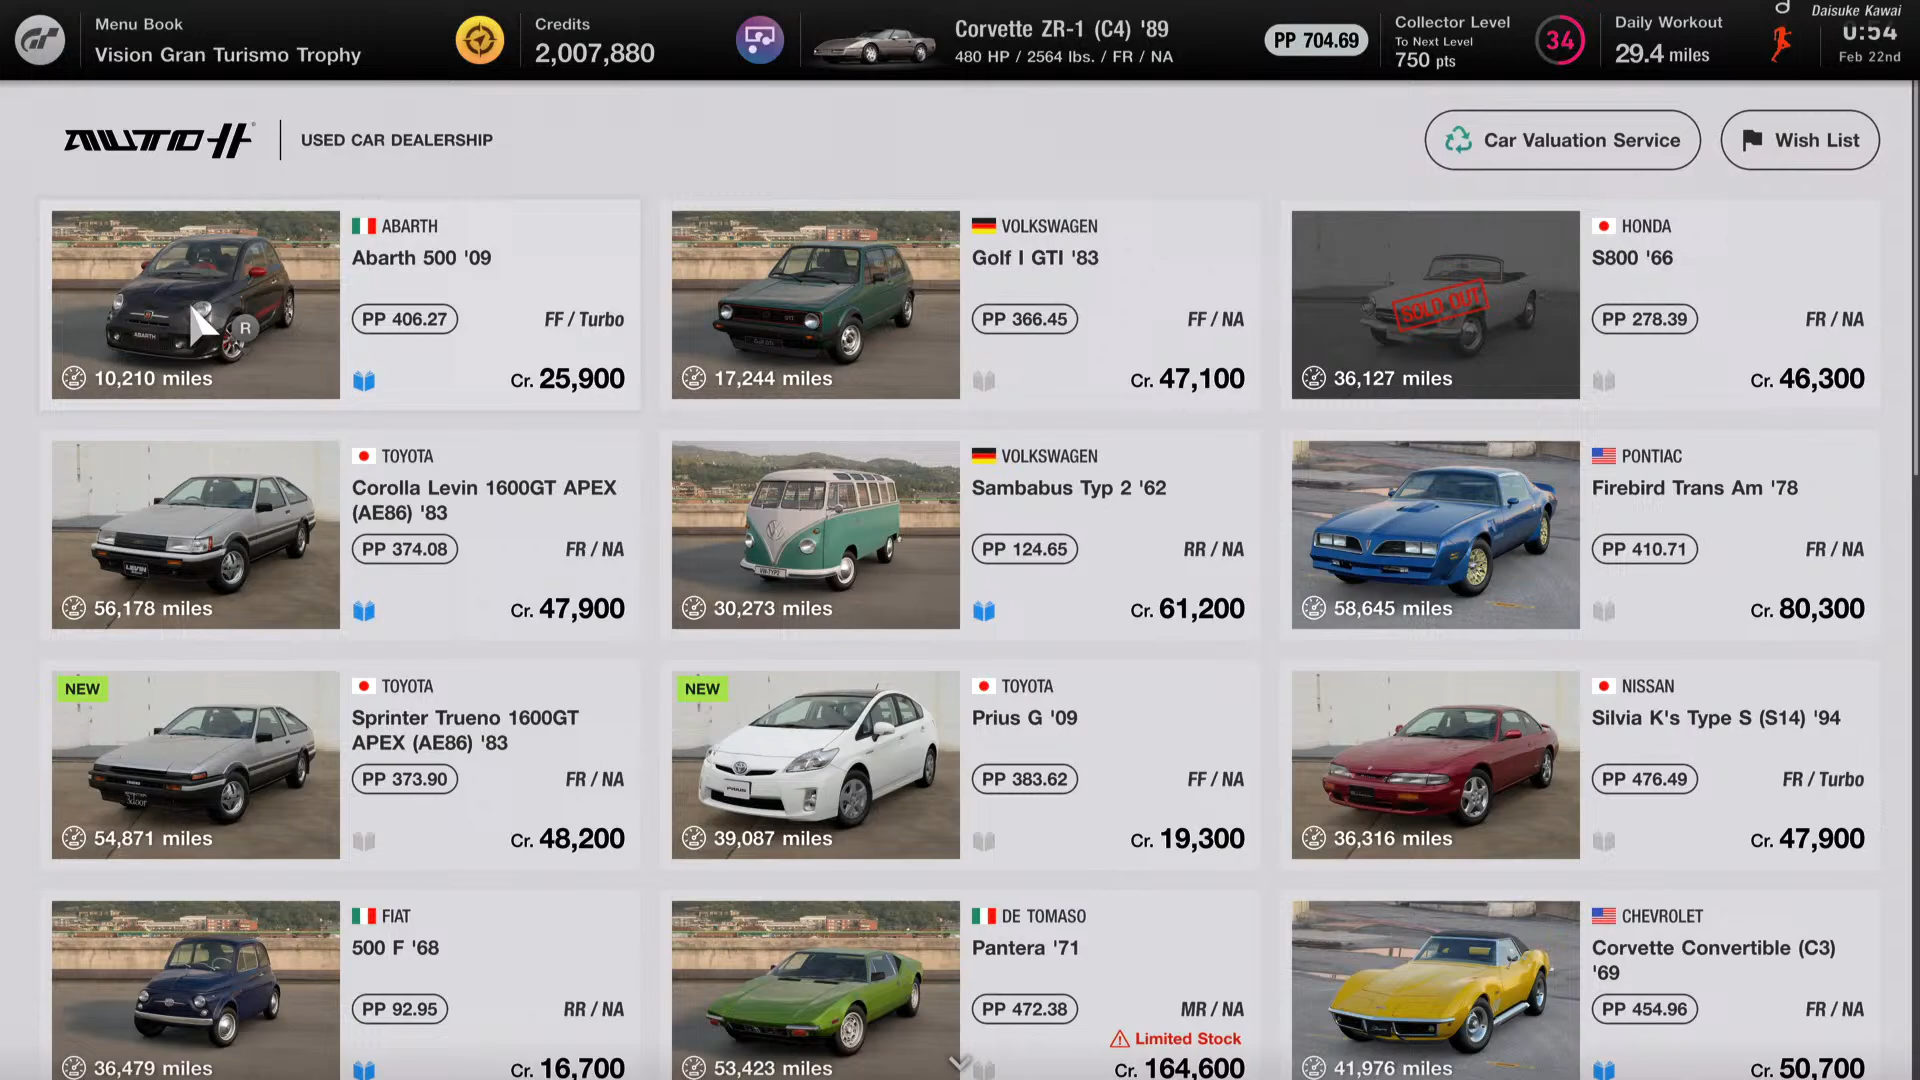 Menu Book
Vision Gran Turismo Trophy
Credits
2,007,880
Corvette ZR-1 (C4) '89
480 HP / 2564 lbs. / FR / NA
PP 704.69
Collector Level
To Next Level
750 pts
34
Daily Workout
29.4 miles
Daisuke Kawai
0:54
Feb 22nd
AUTO
USED CAR DEALERSHIP
Car Valuation Service
Wish List
ABARTH
Abarth 500 '09
PP 406.27
FF / Turbo
R
ABARTH
10,210 miles
Cr. 25,900
VOLKSWAGEN
Golf I GTI '83
PP 366.45
FF / NA
17,244 miles
Cr. 47,100
HONDA
S800 '66
SOLD OUT
PP 278.39
FR / NA
36,127 miles
Cr. 46,300
TOYOTA
Corolla Levin 1600GT APEX
(AE86) '83
PP 374.08
FR / NA
LEVIN
56,178 miles
Cr. 47,900
VOLKSWAGEN
Sambabus Typ 2 '62
PP 124.65
RR / NA
VW-TYP2
30,273 miles
Cr. 61,200
PONTIAC
Firebird Trans Am '78
PP 410.71
FR / NA
58,645 miles
Cr. 80,300
NEW
TOYOTA
Sprinter Trueno 1600GT
APEX (AE86) '83
PP 373.90
FR / NA
54,871 miles
Cr. 48,200
NEW
TOYOTA
Prius G '09
PP 383.62
FF / NA
PRIUS
39,087 miles
Cr. 19,300
NISSAN
Silvia K's Type S (S14) '94
PP 476.49
FR / Turbo
36,316 miles
Cr. 47,900
FIAT
500 F '68
PP 92.95
RR / NA
36,479 miles
Cr. 16,700
DE TOMASO
Pantera '71
PP 472.38
MR / NA
Limited Stock
53,423 miles
Cr. 164,600
CHEVROLET
Corvette Convertible (C3)
'69
PP 454.96
FR / NA
41,976 miles
Cr. 50,700